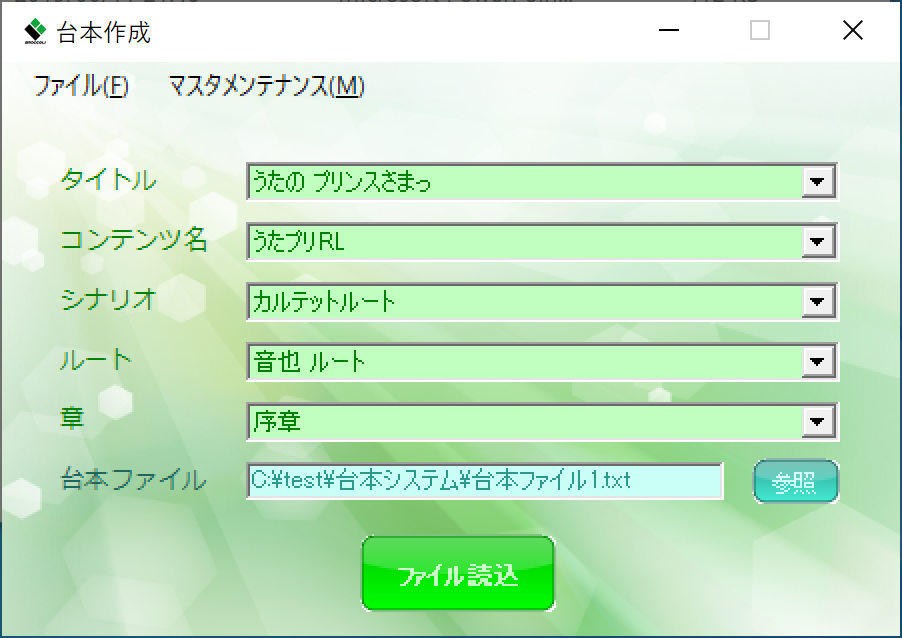 台本作成
ファイル(F) マスタメンテナンス(M)
タイトル うたの プリンスさまっ
コンテンツ名 うたプリRL
シナリオ カルテットルート
ルート 音也 ルート
章 序章
台本ファイル C:¥test¥台本システム¥台本ファイル1.txt 参照
ファイル読込